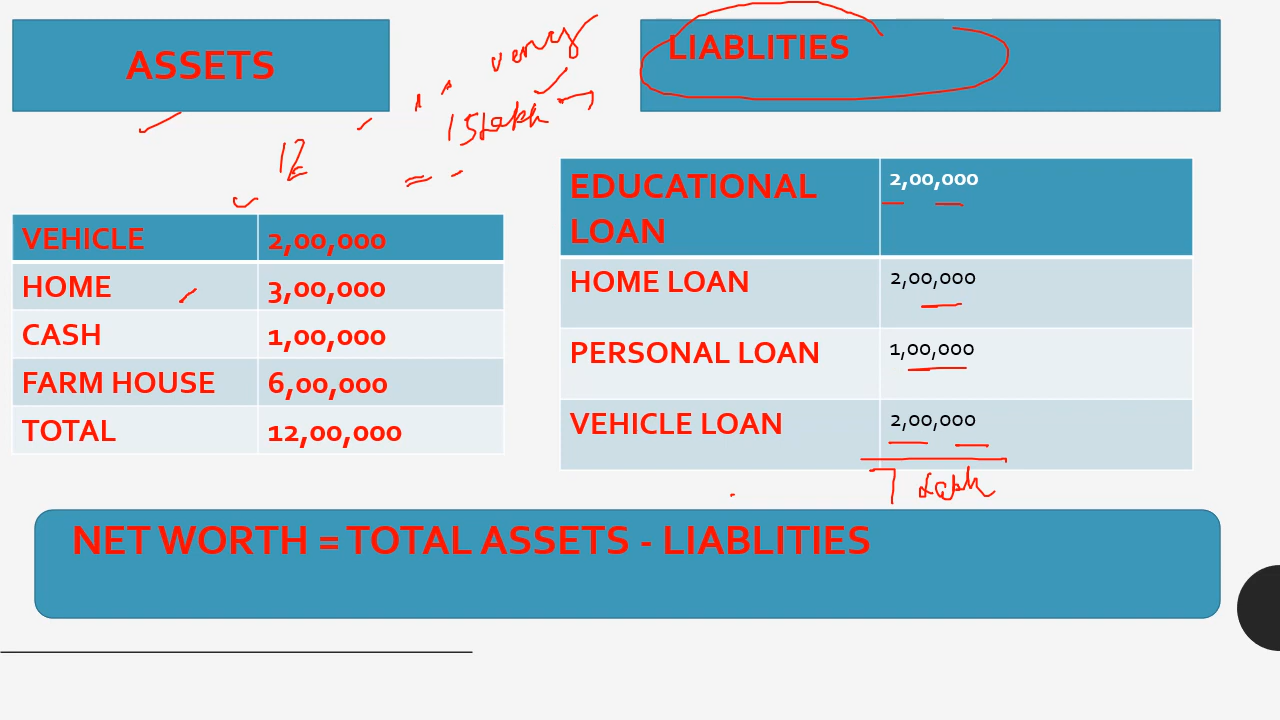 ASSETS
LIABLITIES
15 Lakh
12
VEHICLE 2,00,000
HOME 3,00,000
CASH 1,00,000
FARM HOUSE 6,00,000
TOTAL 12,00,000
EDUCATIONAL 2,00,000
LOAN
HOME LOAN 2,00,000
PERSONAL LOAN 1,00,000
VEHICLE LOAN 2,00,000
7 Lakh
NET WORTH = TOTAL ASSETS - LIABLITIES